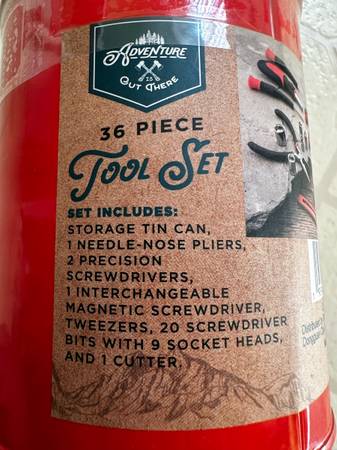 ADVENTURE
IS
OUT THERE
36 PIECE
TOOL SET
SET INCLUDES:
STORAGE TIN CAN,
1 NEEDLE-NOSE PLIERS,
2 PRECISION
SCREWDRIVERS,
1 INTERCHANGEABLE
MAGNETIC SCREWDRIVER,
TWEEZERS, 20 SCREWDRIVER
BITS WITH 9 SOCKET HEADS,
AND 1 CUTTER.